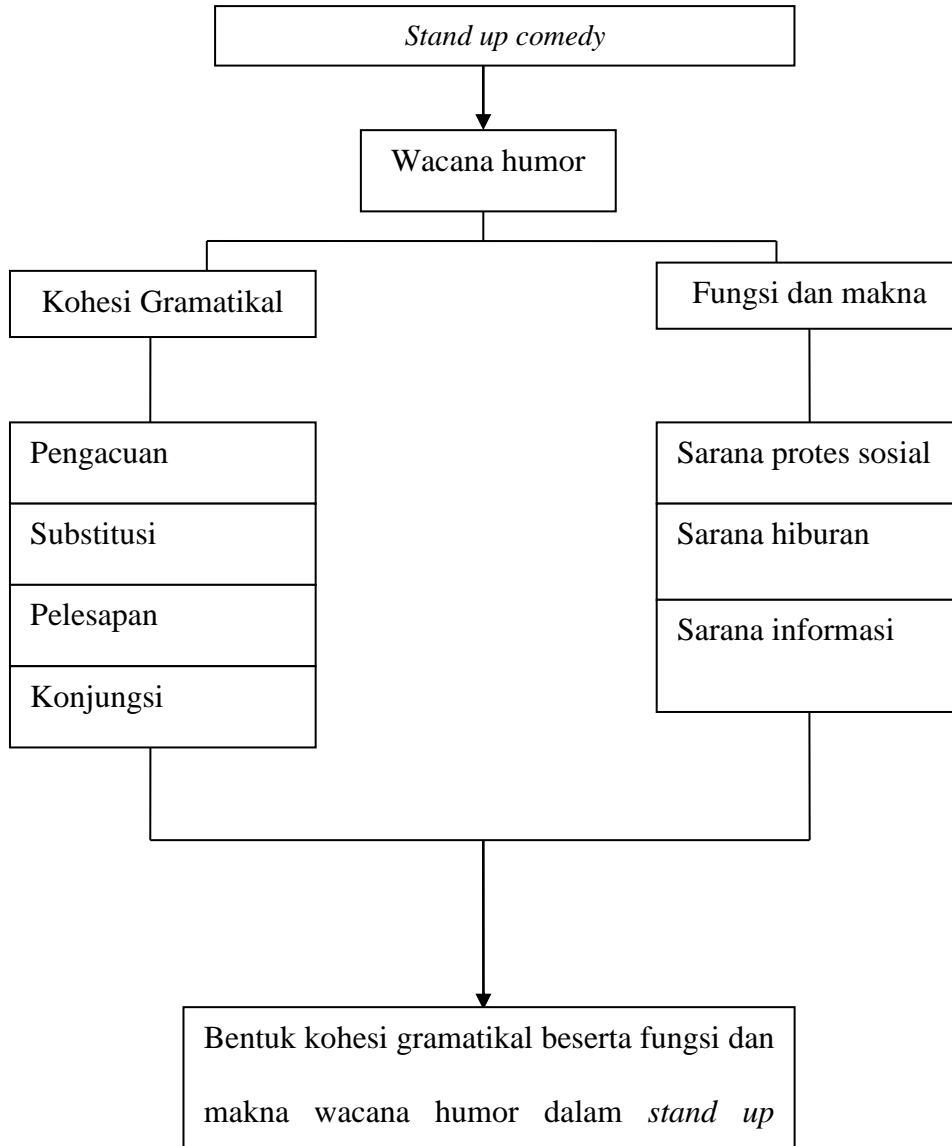 Stand up comedy
Wacana humor
Kohesi Gramatikal
Fungsi dan makna
Pengacuan
Substitusi
Pelesapan
Konjungsi
Sarana protes sosial
Sarana hiburan
Sarana informasi
Bentuk kohesi gramatikal beserta fungsi dan
makna wacana humor dalam stand up